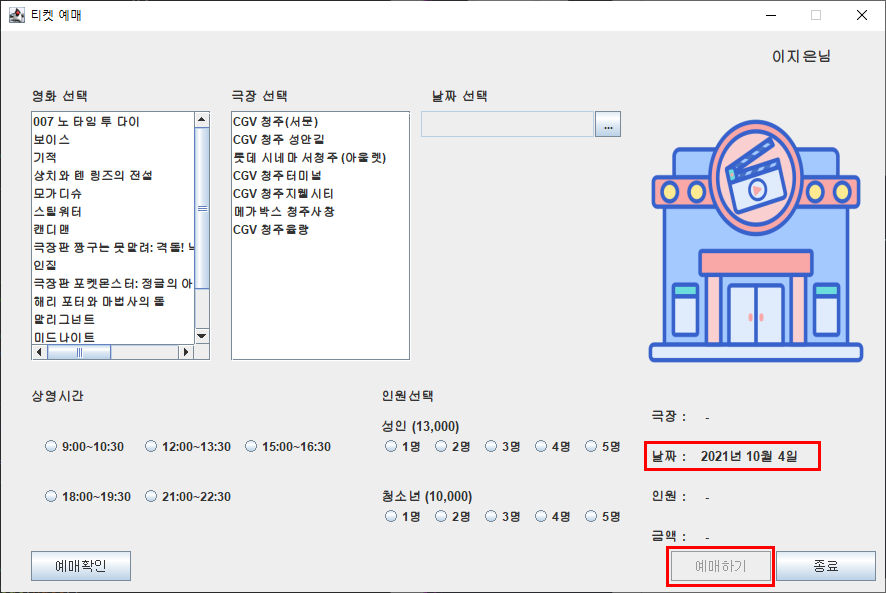 티켓 예매
이지은님
영화 선택
극장 선택
날짜 선택
007 노 타임 투 다이
보이스
기적
샹치와 텐 링즈의 전설
모가디슈
스틸워터
캔디맨
극장판 짱구는 못말려: 격돌! 낙
인질
극장판 포켓몬스터: 정글의 아
해리 포터와 마법사의 돌
말리그넌트
미드나이트
CGV 청주(서문)
CGV 청주 성안길
롯데 시네마 서청주 (아울렛)
CGV 청주터미널
CGV 청주지웰시티
메가박스 청주사창
CGV 청주율량
...
상영시간
9:00~10:30 12:00~13:30 15:00~16:30
18:00~19:30 21:00~22:30
인원선택
성인 (13,000)
1명 2명 3명 4명 5명
청소년 (10,000)
1명 2명 3명 4명 5명
극장 : -
날짜 : 2021년 10월 4일
인원 : -
금액 : -
예매확인
예매하기
종료